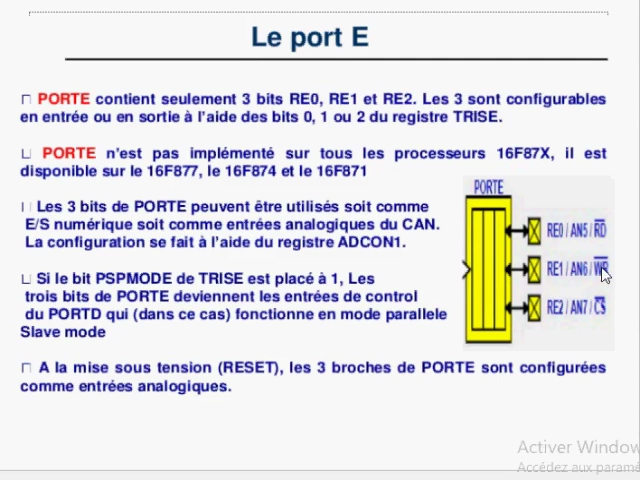 Le port E
PORTE contient seulement 3 bits RE0, RE1 et RE2. Les 3 sont configurables
en entrée ou en sortie à l'aide des bits 0, 1 ou 2 du registre TRISE.
PORTE n'est pas implémenté sur tous les processeurs 16F87X, il est
disponible sur le 16F877, le 16F874 et le 16F871
Les 3 bits de PORTE peuvent être utilisés soit comme
E/S numérique soit comme entrées analogiques du CAN.
La configuration se fait à l'aide du registre ADCON1.
Si le bit PSPMODE de TRISE est placé à 1, Les
trois bits de PORTE deviennent les entrées de control
du PORTD qui (dans ce cas) fonctionne en mode parallele
Slave mode
PORTE
RE0 / AN5 / RD
RE1 / AN6 / WR
RE2 / AN7 / CS
A la mise sous tension (RESET), les 3 broches de PORTE sont configurées
comme entrées analogiques.
Activer Window
Accédez aux paramè